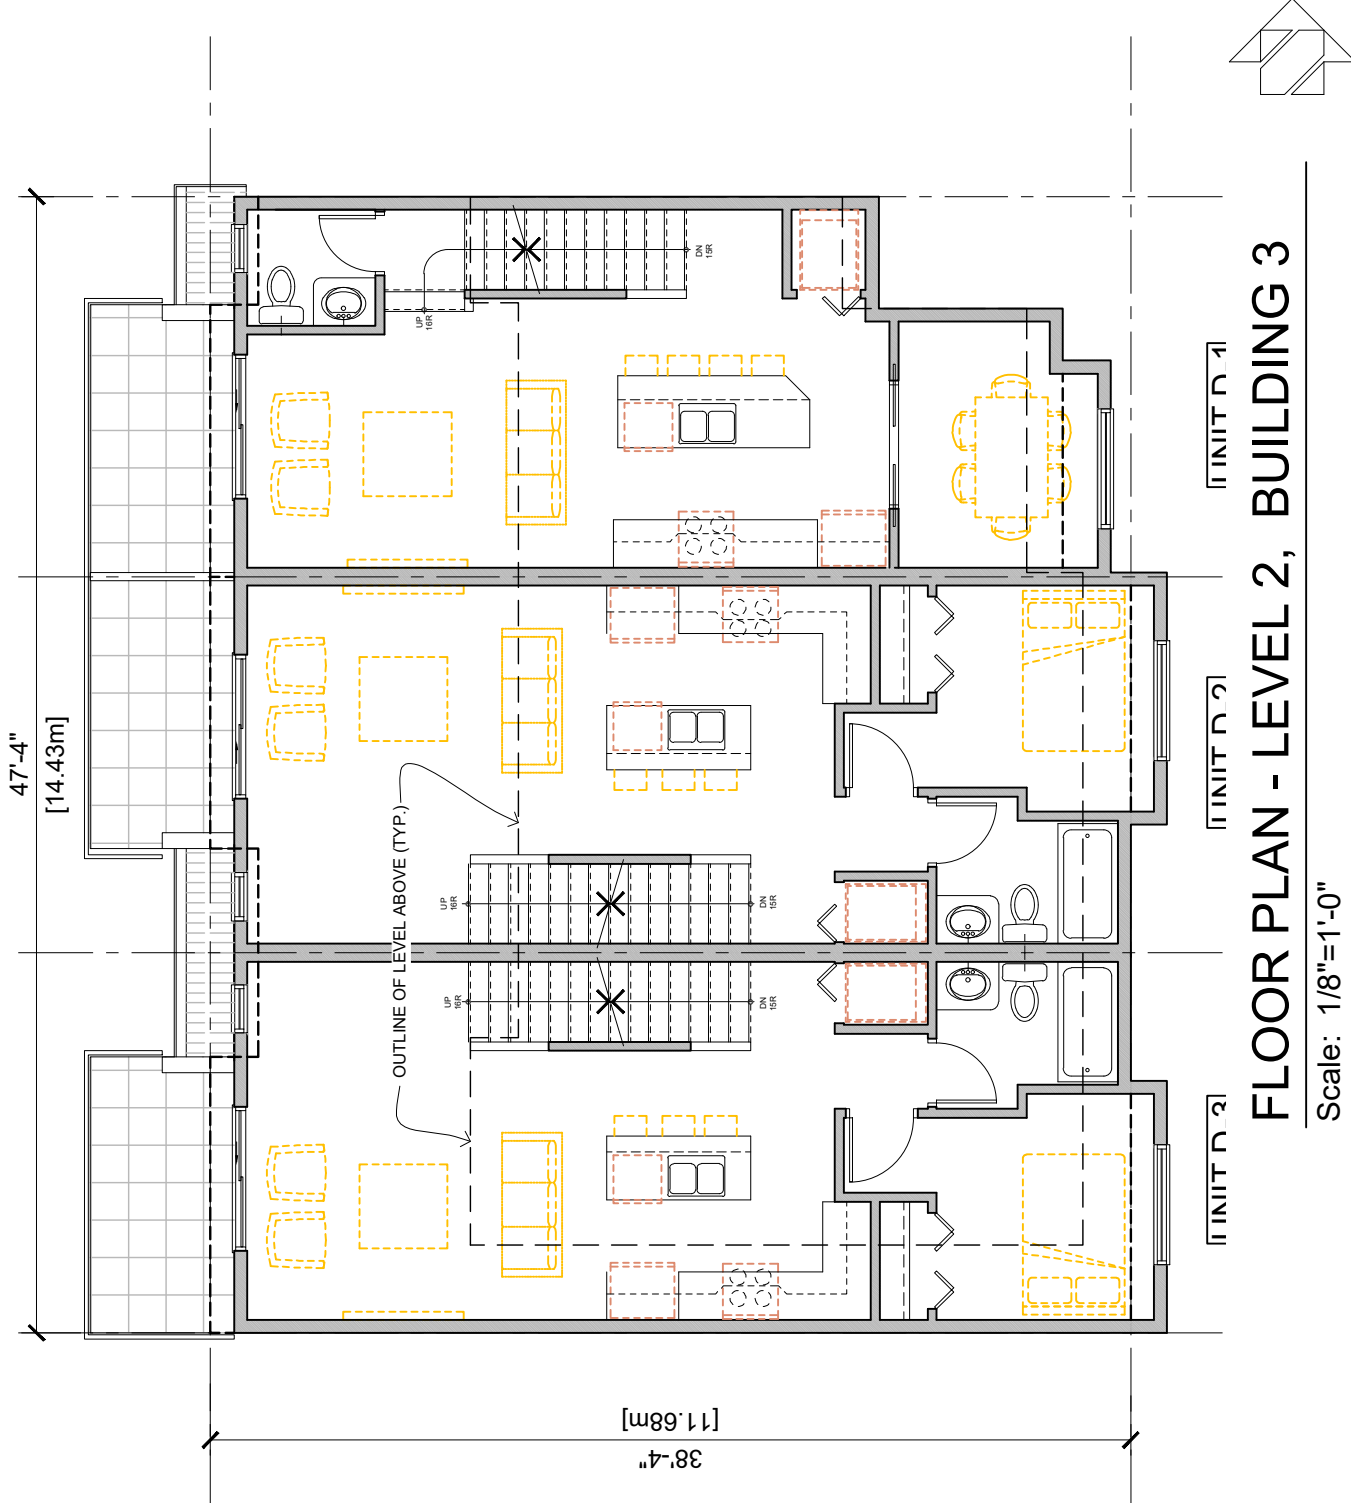 47'-4"
[14.43m]
38'-4"
[11.68m]
OUTLINE OF LEVEL ABOVE (TYP.)
UP
16R
DN
15R
UP
16R
DN
15R
UP
16R
DN
15R
UNIT D-1
UNIT D-2
UNIT D-3
FLOOR PLAN - LEVEL 2, BUILDING 3
Scale: 1/8"=1'-0"